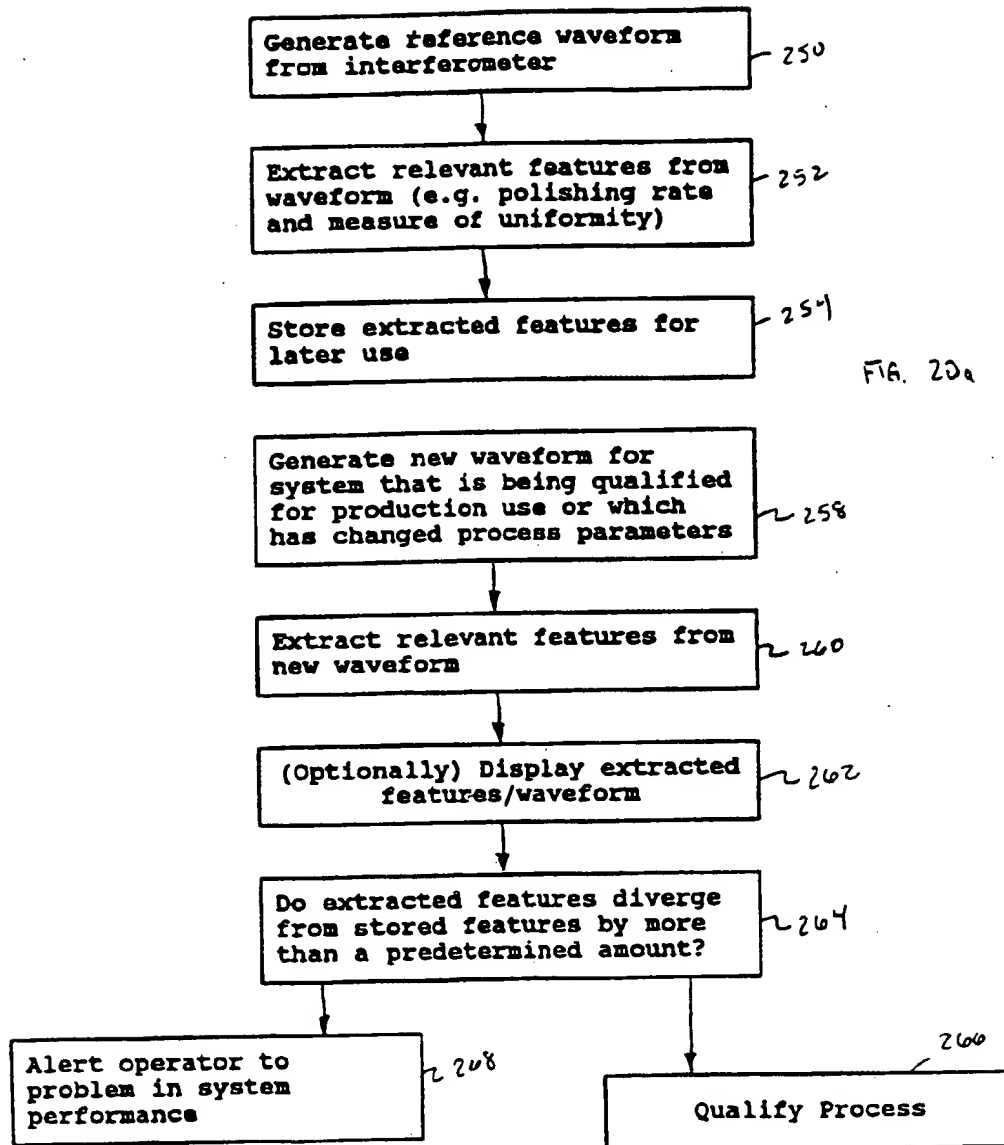 Generate reference waveform
from interferometer
250
Extract relevant features from
waveform (e.g. polishing rate
and measure of uniformity)
252
Store extracted features for
later use
254
FIG. 20a
Generate new waveform for
system that is being qualified
for production use or which
has changed process parameters
258
Extract relevant features from
new waveform
260
(Optionally) Display extracted
features/waveform
262
Do extracted features diverge
from stored features by more
than a predetermined amount?
264
Alert operator to
problem in system
performance
268
266
Qualify Process